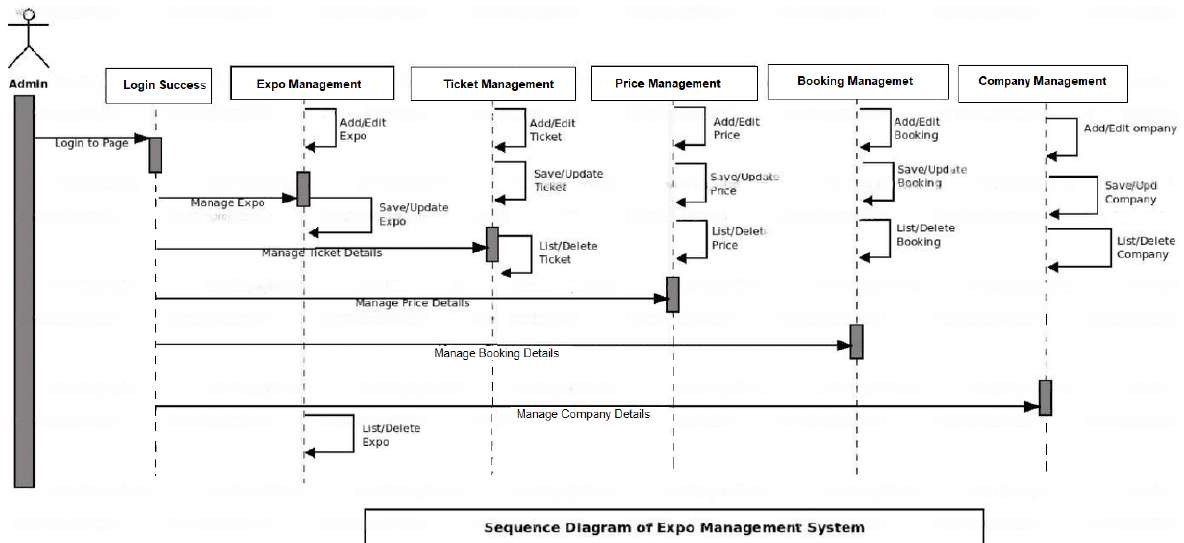 Admin
Login Success
Expo Management
Ticket Management
Price Management
Booking Managemet
Company Management
Add/Edit
Expo
Add/Edit
Ticket
Add/Edit
Price
Add/Edit
Booking
Add/Edit ompany
Login to Page
Save/Update
Ticket
Save/Update
Price
Save/Update
Booking
Save/Upd
Company
Manage Expo
Save/Update
Expo
Manage Ticket Details
List/Delete
Ticket
List/Delet
Price
List/Delete
Booking
List/Delete
Company
Manage Price Details
Manage Booking Details
Manage Company Details
List/Delete
Expo
Sequence Diagram of Expo Management System